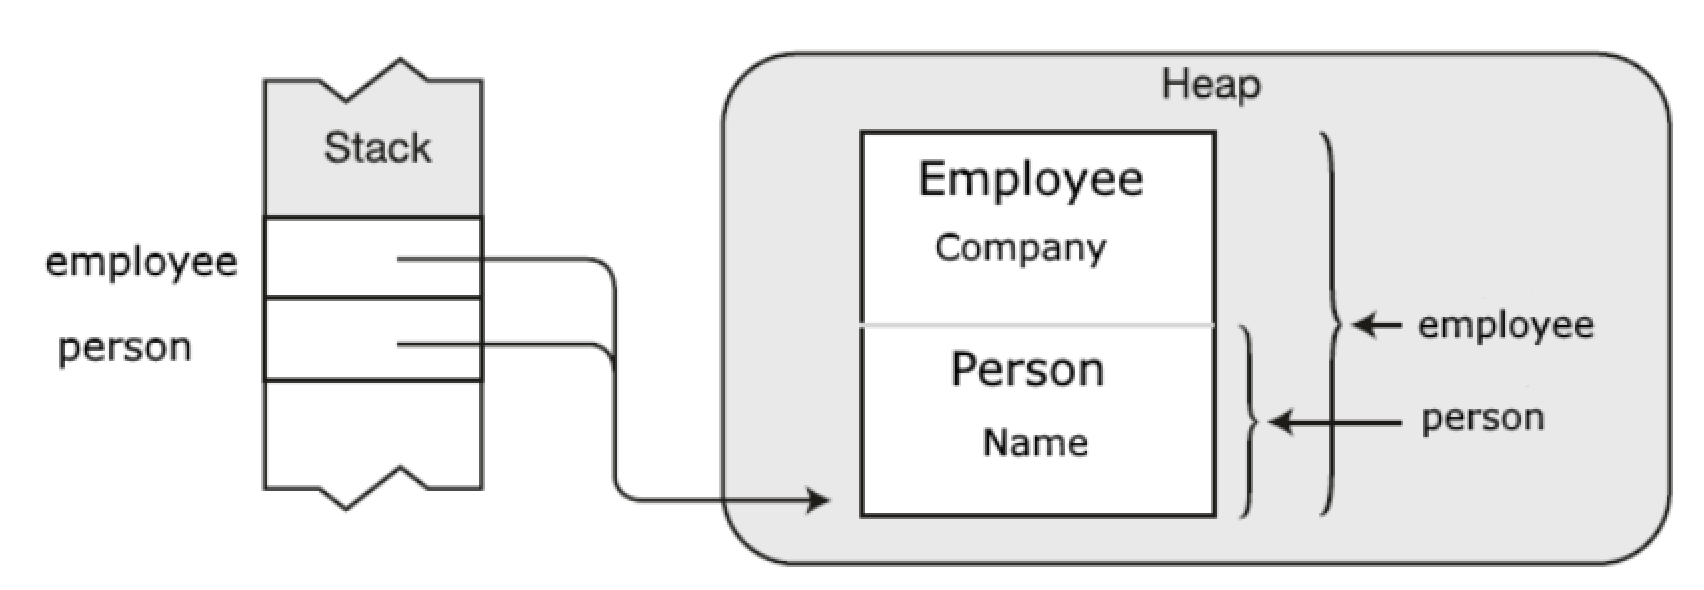 Stack
employee
person
Heap
Employee
Company
Person
Name
employee
person